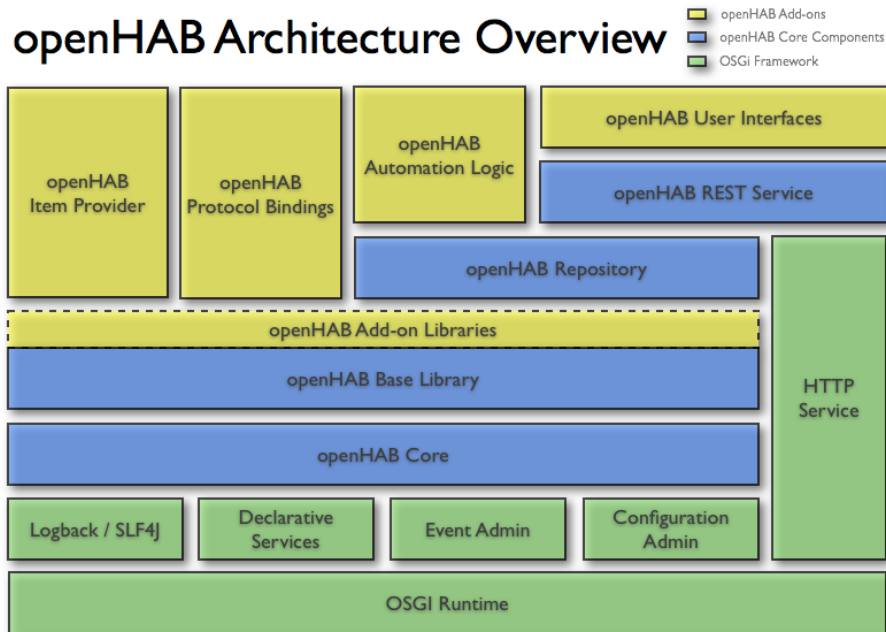 openHAB Architecture Overview
openHAB Add-ons
openHAB Core Components
OSGi Framework
openHAB
Item Provider
openHAB
Protocol Bindings
openHAB
Automation Logic
openHAB User Interfaces
openHAB REST Service
openHAB Repository
openHAB Add-on Libraries
openHAB Base Library
HTTP
Service
openHAB Core
Logback / SLF4J
Declarative
Services
Event Admin
Configuration
Admin
OSGI Runtime